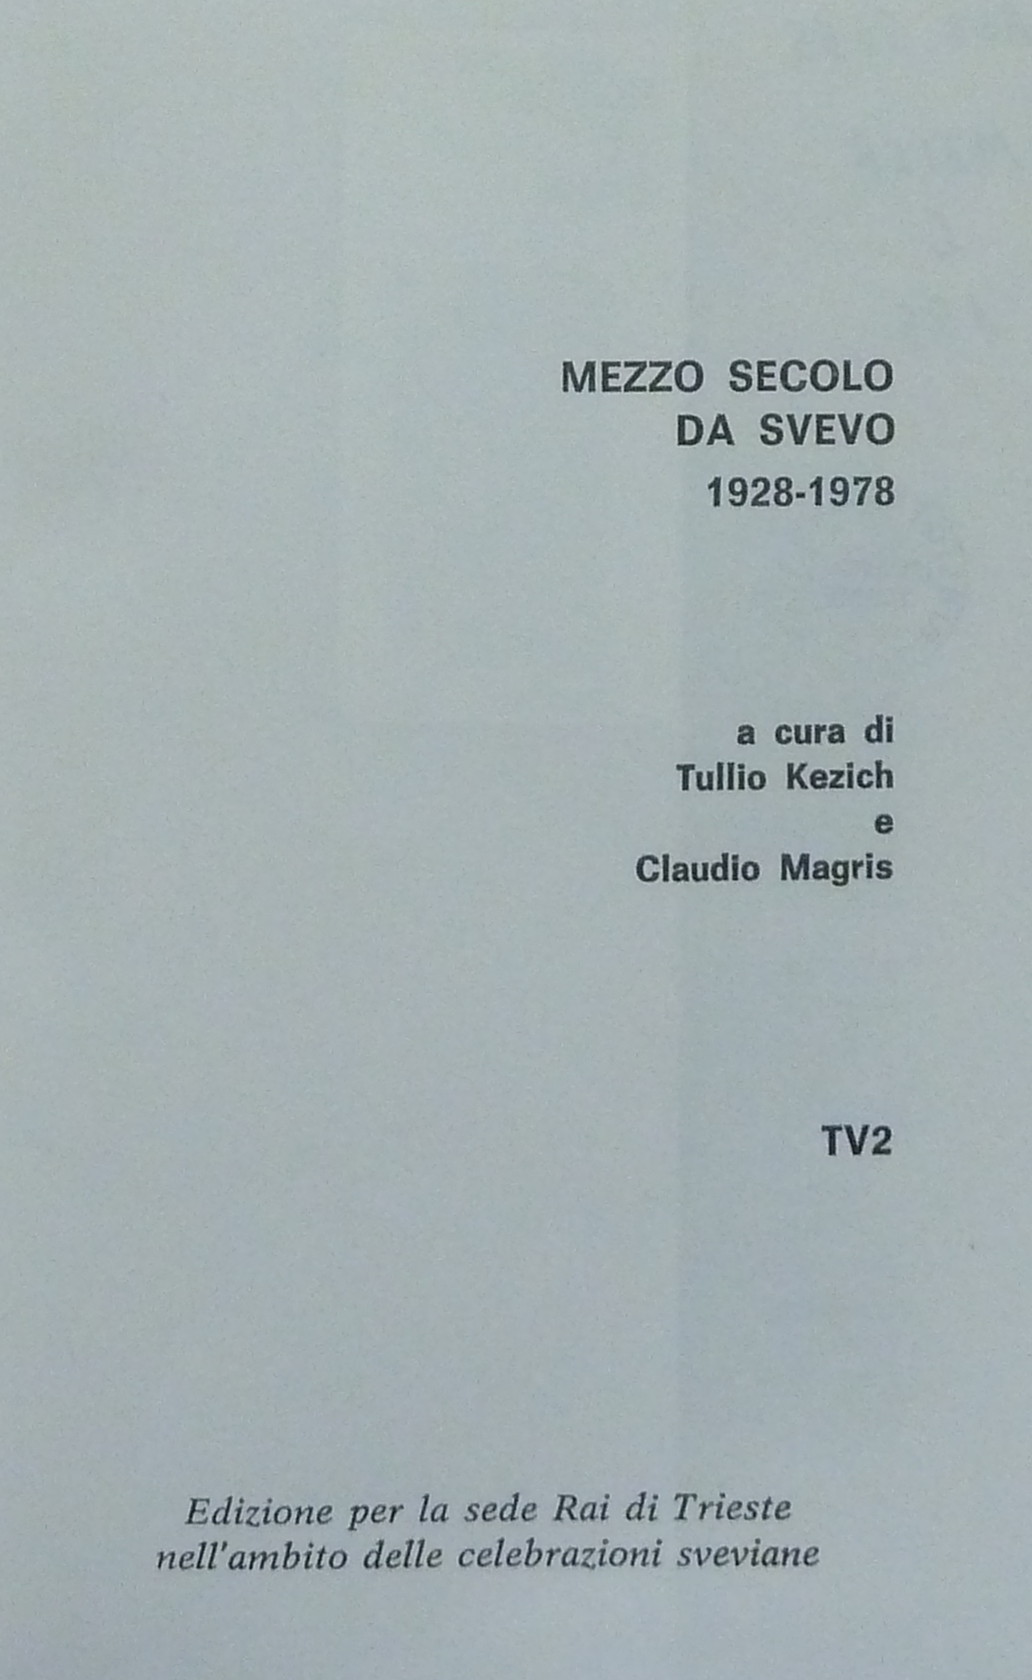 MEZZO SECOLO
DA SVEVO
1928-1978
a cura di
Tullio Kezich
e
Claudio Magris
TV2
Edizione per la sede Rai di Trieste
nell'ambito delle celebrazioni sveviane